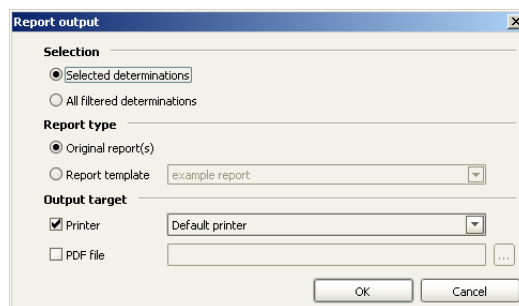 Report output
Selection
Selected determinations
All filtered determinations
Report type
Original report(s)
Report template example report
Output target
Printer Default printer
PDF file ...
OK Cancel